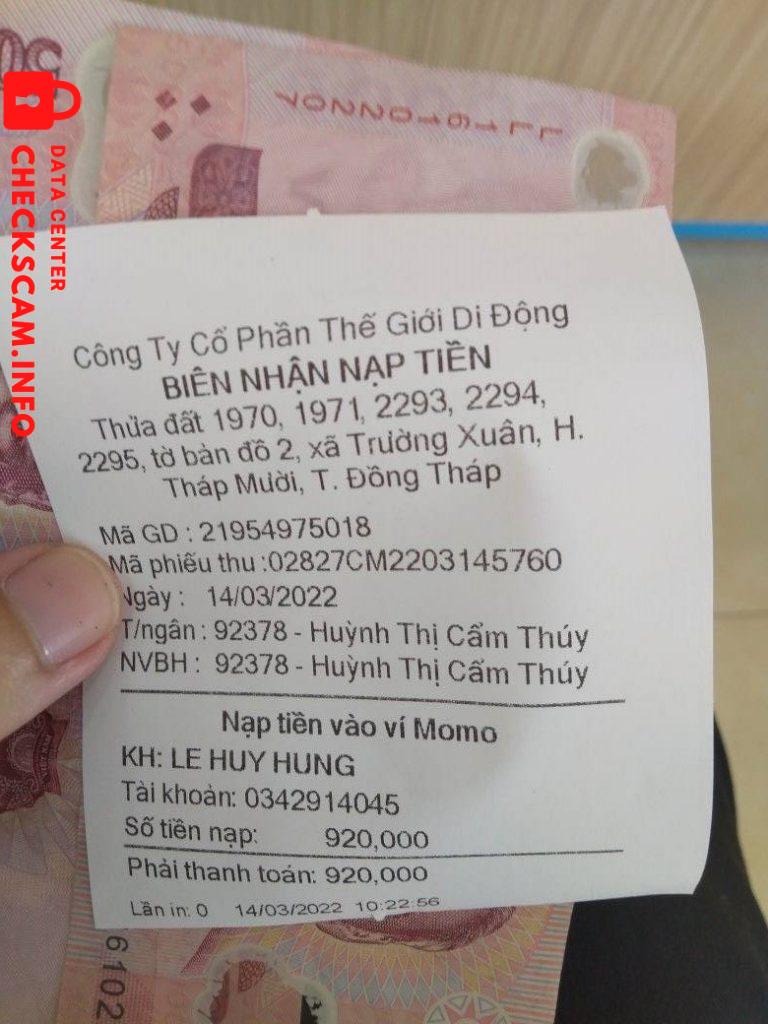 CHECKSCAM.INFO
DATA CENTER
50
LL16102207
Công Ty Cổ Phần Thế Giới Di Động
BIÊN NHẬN NẠP TIỀN
Thửa đất 1970, 1971, 2293, 2294,
2295, tờ bản đồ 2, xã Trường Xuân, H.
Tháp Mười, T. Đồng Tháp
Mã GD : 21954975018
Mã phiếu thu :02827CM2203145760
Ngày : 14/03/2022
T/ngân : 92378 - Huỳnh Thị Cẩm Thúy
NVBH : 92378 - Huỳnh Thị Cẩm Thúy
Nạp tiền vào ví Momo
KH: LE HUY HUNG
Tài khoản: 0342914045
Số tiền nạp: 920,000
Phải thanh toán: 920,000
Lần in: 0 14/03/2022 10:22:56
6102